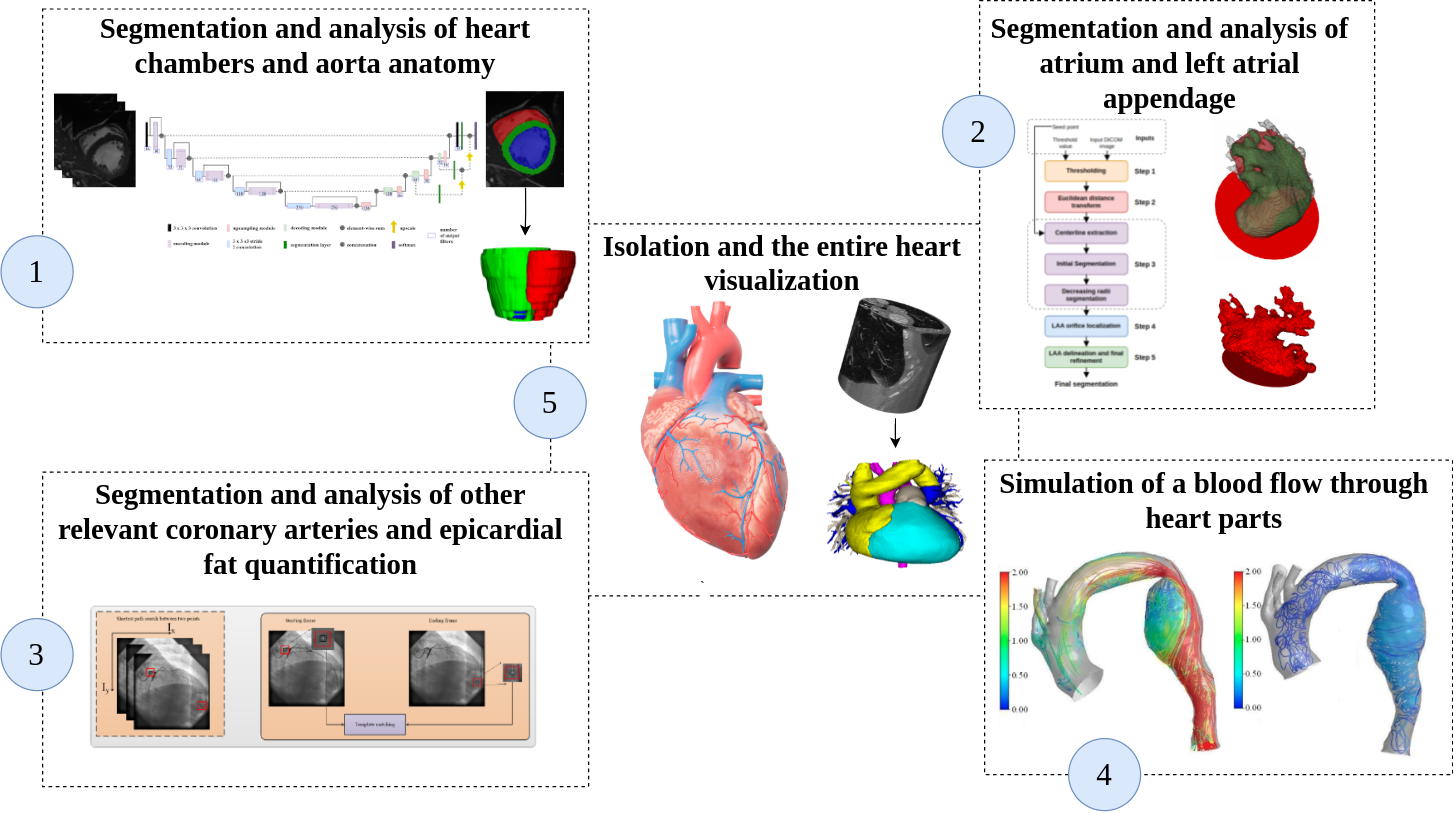 Segmentation and analysis of heart
chambers and aorta anatomy
3 x 3 x 3 convolution
upsampling module
decoding module
element-wise sum
upscale
number
of output
filters
encoding module
3 x 3 x3 stride
2 convolution
segmentation layer
concatenation
softmax
1
Segmentation and analysis of
atrium and left atrial
appendage
2
Seed point
Threshold
value
Input DICOM
image
Inputs
Thresholding
Step 1
Euclidean distance
transform
Step 2
Centerline extraction
Initial Segmentation
Step 3
Decreasing radii
segmentation
LAA orifice localization
Step 4
LAA delineation and final
refinement
Step 5
Final segmentation
Isolation and the entire heart
visualization
5
Segmentation and analysis of other
relevant coronary arteries and epicardial
fat quantification
3
Shortest path search between two points
Ix
Iy
Starting frame
Ending frame
Template matching
Simulation of a blood flow through
heart parts
2.00
1.50
1.00
0.50
0.00
2.00
1.50
1.00
0.50
0.00
4